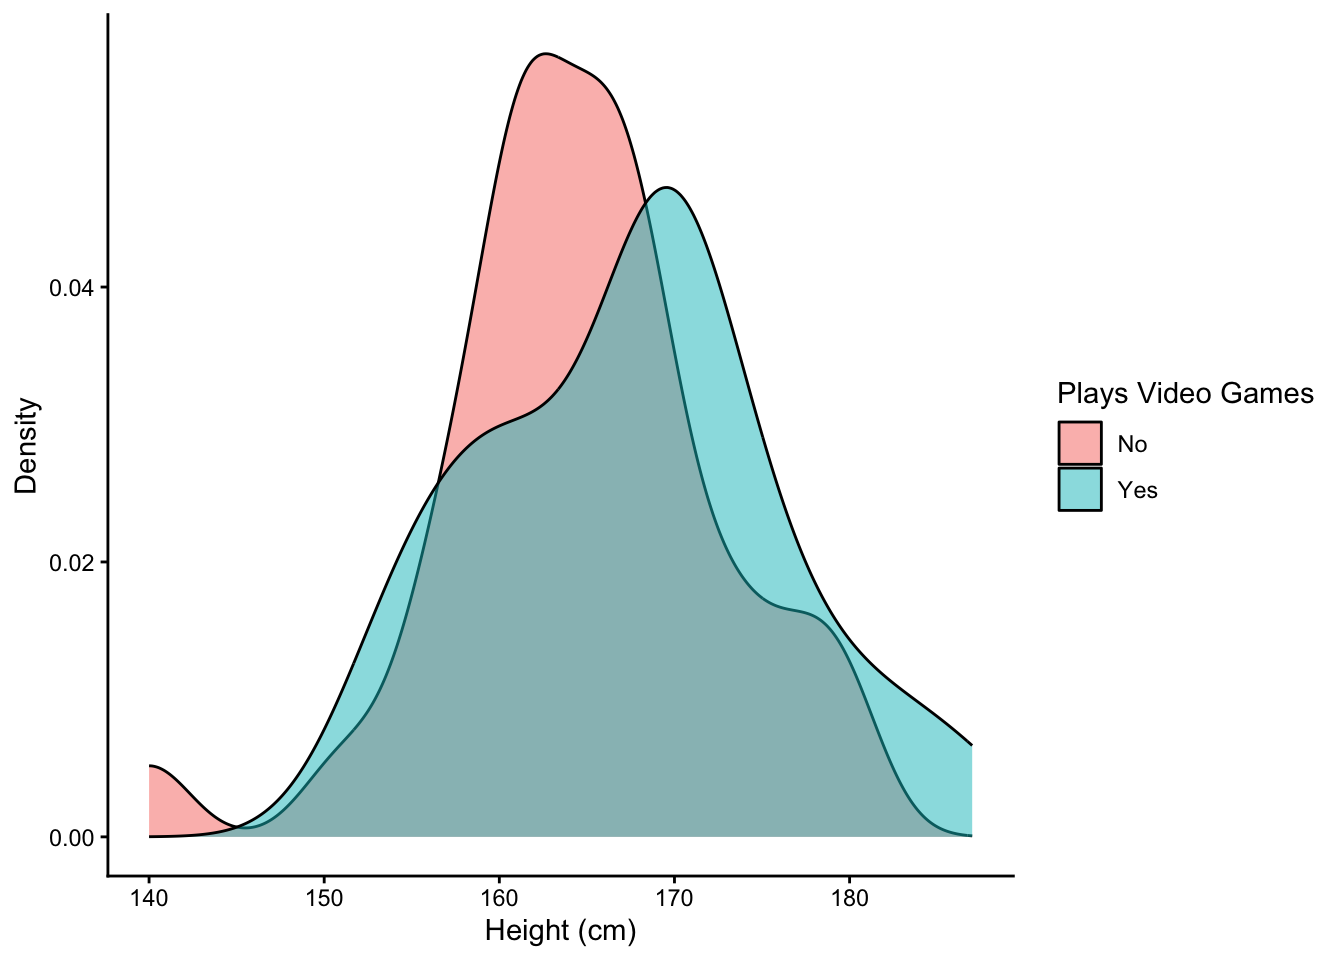 Density
0.04
0.02
0.00
140 150 160 170 180
Height (cm)
Plays Video Games
No
Yes